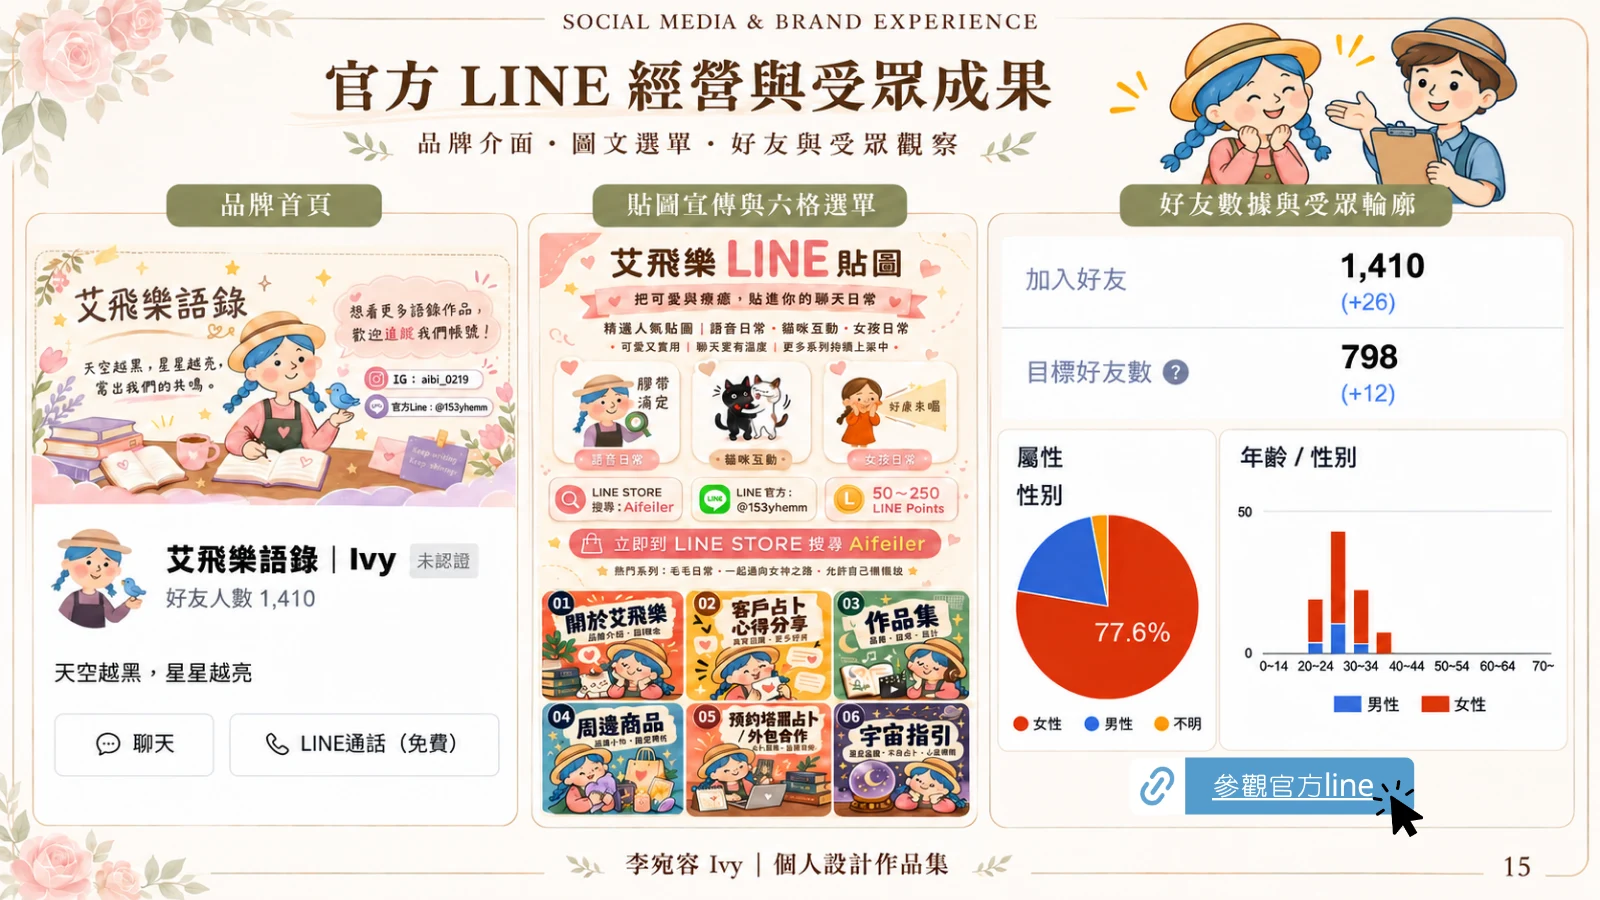 SOCIAL MEDIA & BRAND EXPERIENCE
官方 LINE 經營與受眾成果
品牌介面・圖文選單・好友與受眾觀察
品牌首頁
艾飛樂語錄
天空越黑，星星越亮，
寫出我們的共鳴。
想看更多語錄作品，
歡迎追蹤我們帳號！
IG： aibi_0219
官方Line：@153yhemm
Keep writing
Keep shining!
艾飛樂語錄｜Ivy
未認證
好友人數 1,410
天空越黑，星星越亮
聊天
LINE通話（免費）
貼圖宣傳與六格選單
艾飛樂 LINE 貼圖
把可愛與療癒，貼進你的聊天日常
精選人氣貼圖｜語音日常・貓咪互動・女孩日常
・可愛又實用｜聊天更有溫度｜更多系列持續上架中・
膠帶
滴定
語音日常
貓咪互動
好康來囉
女孩日常
LINE STORE
搜尋：Aifeiler
LINE 官方：
@153yhemm
50～250
LINE Points
立即到 LINE STORE 搜尋 Aifeiler
熱門系列：毛毛日常・一起通向女神之路・允許自己
01
開於艾飛樂
02
客戶占卜
心得分享
03
作品集
04
周邊商品
05
預約塔羅占卜
/ 外包合作
06
宇宙指引
好友數據與受眾輪廓
加入好友
1,410
(+26)
目標好友數 ?
798
(+12)
屬性
性別
77.6%
女性
男性
不明
年齡 / 性別
50
0
0~14 20~24 30~34 40~44 50~54 60~64 70~
男性
女性
參觀官方line
李宛容 Ivy｜個人設計作品集
15